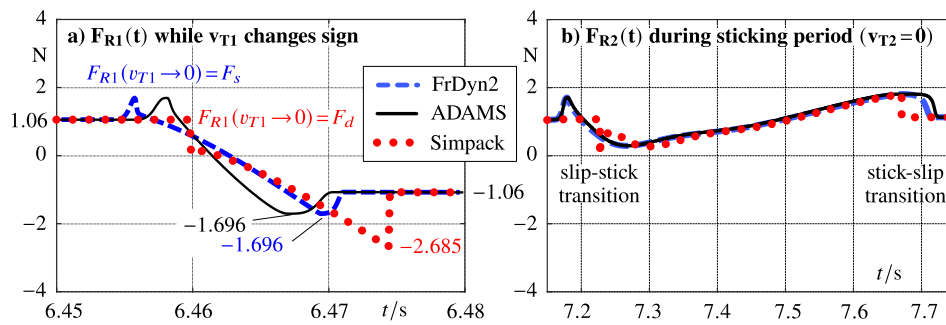 4
2
N
1.06
0
−2
−4
a) F_R1(t) while v_T1 changes sign
F_R1(v_T1→0)=F_s
F_R1(v_T1→0)=F_d
−1.696
−1.696
−2.685
−1.06
6.45
6.46
6.47
t/s
6.48
FrDyn2
ADAMS
Simpack
4
2
N
0
−2
−4
b) F_R2(t) during sticking period (v_T2=0)
slip-stick
transition
stick-slip
transition
t/s
7.2
7.3
7.4
7.5
7.6
7.7